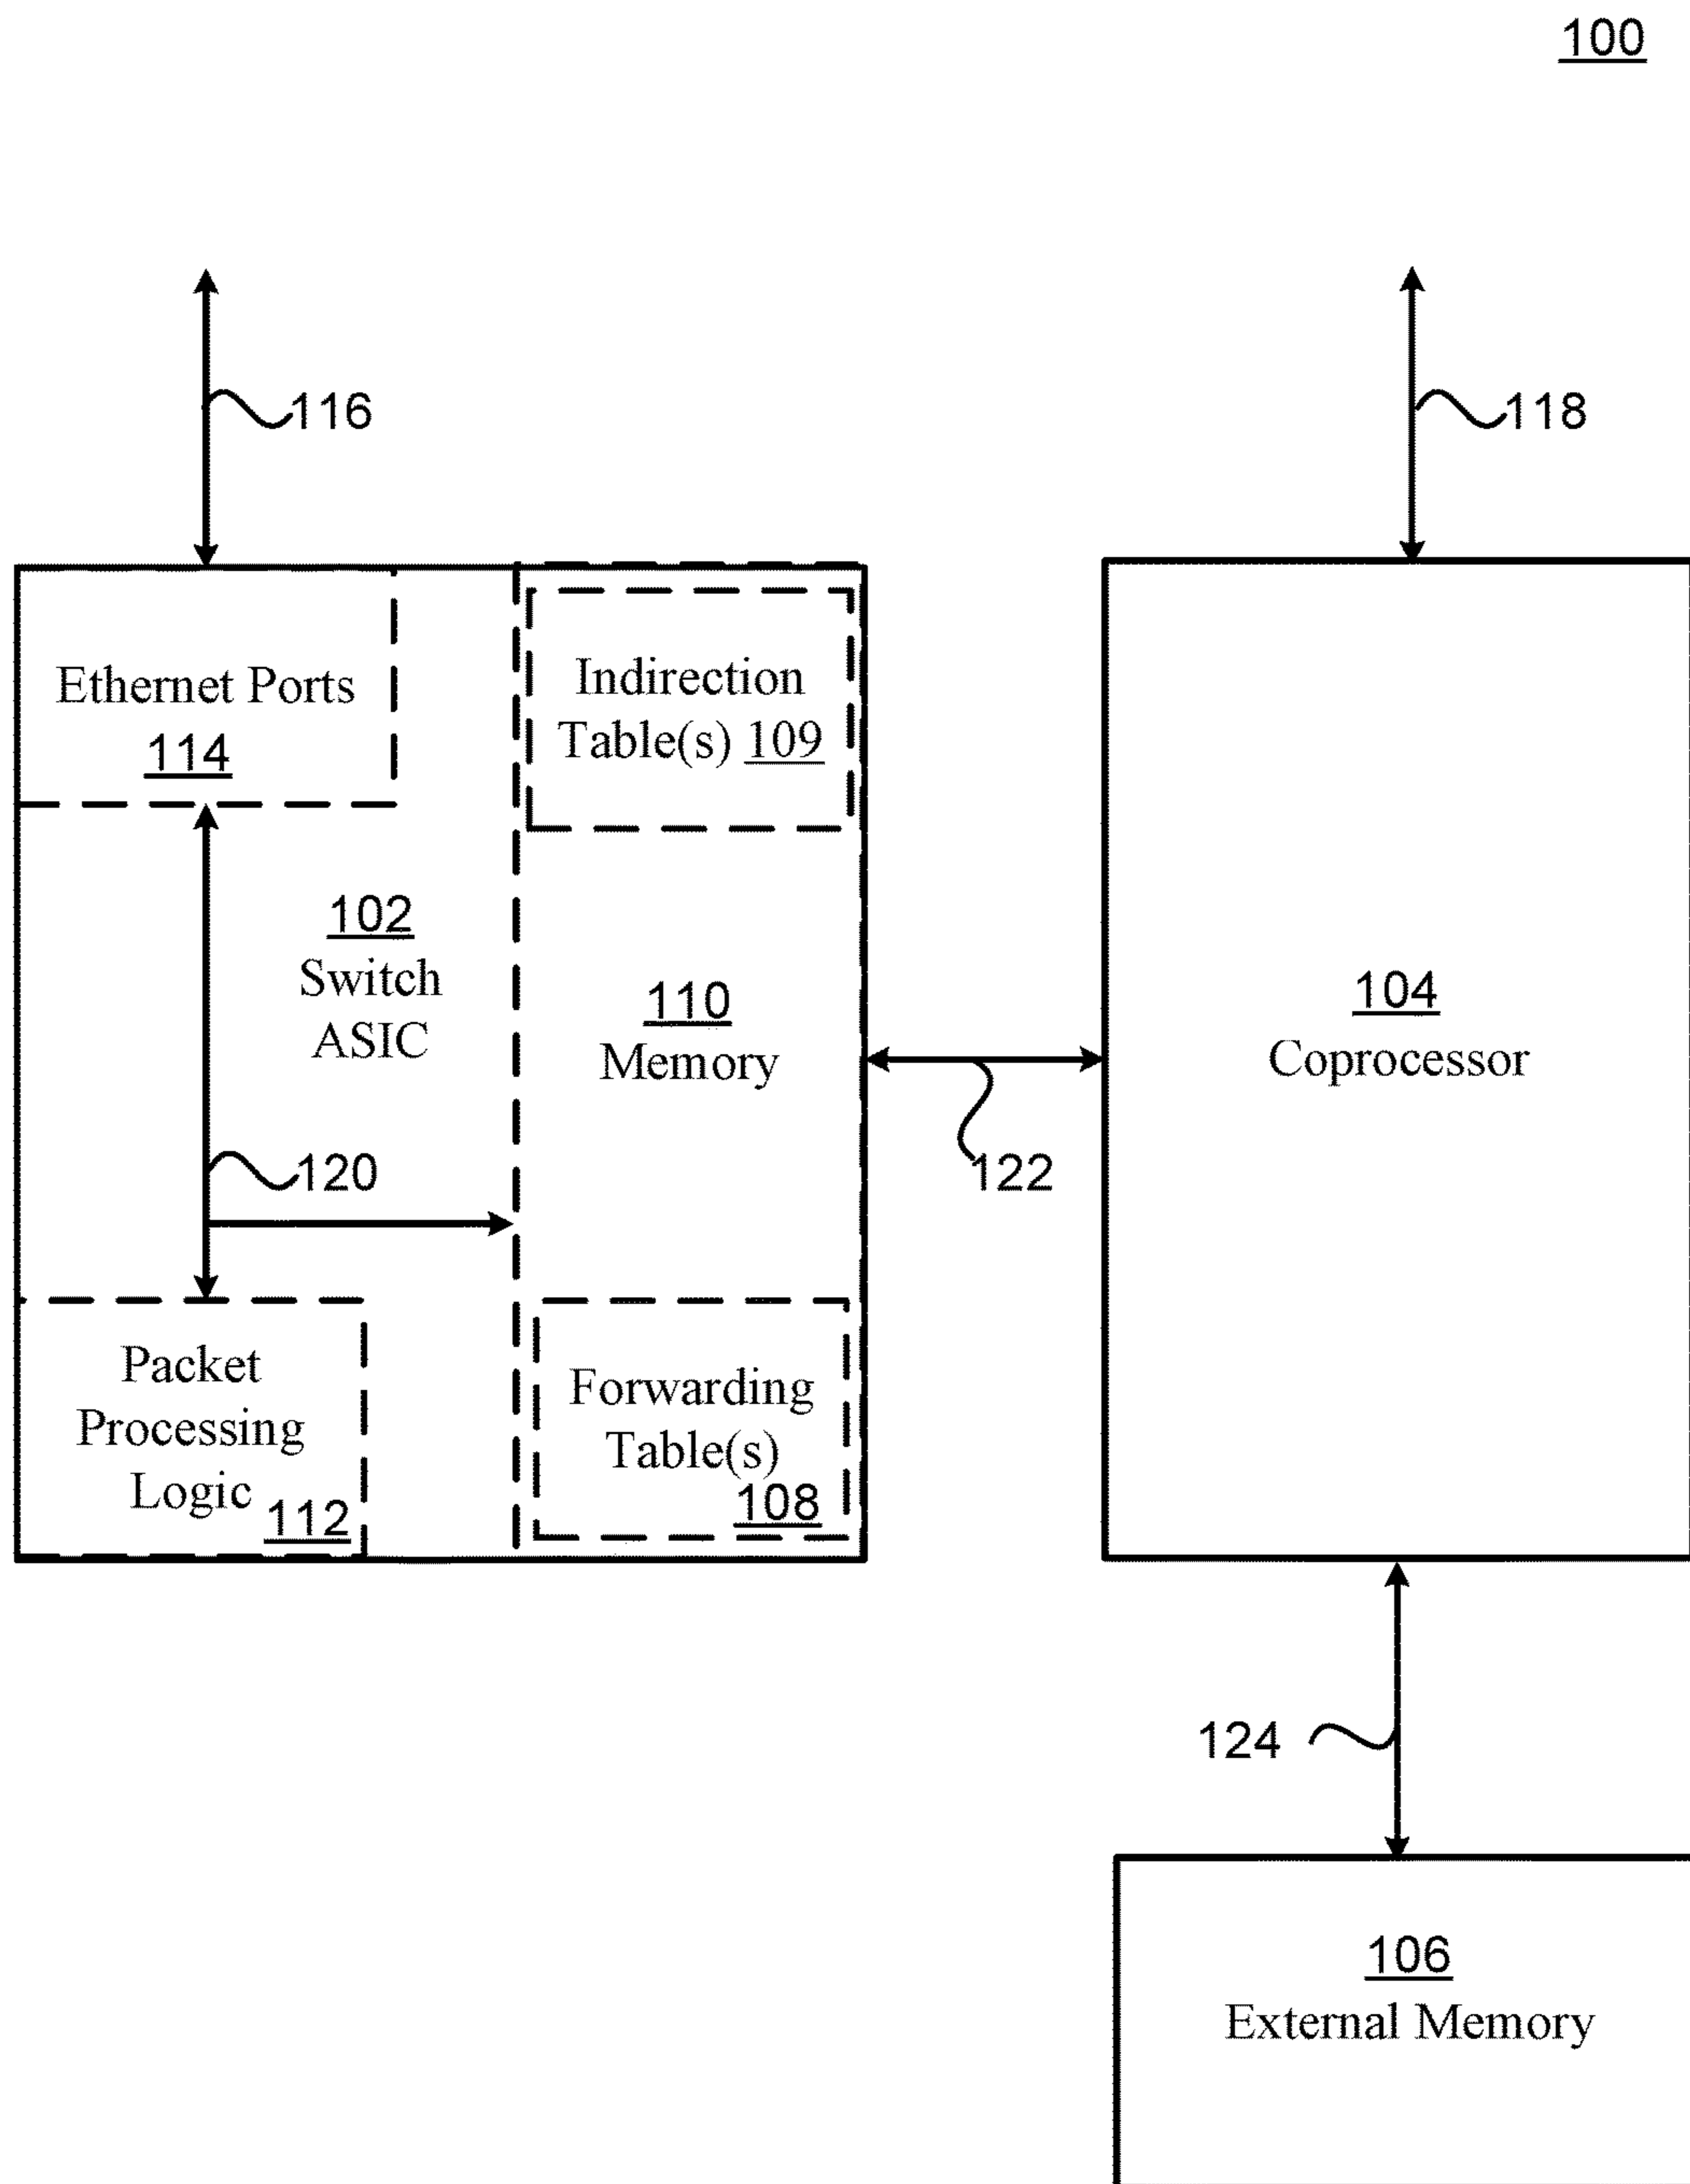 100
116
118
Ethernet Ports
114
Indirection
Table(s) 109
102
Switch
ASIC
110
Memory
104
Coprocessor
120
122
Packet
Processing
Logic
112
Forwarding
Table(s)
108
124
106
External Memory